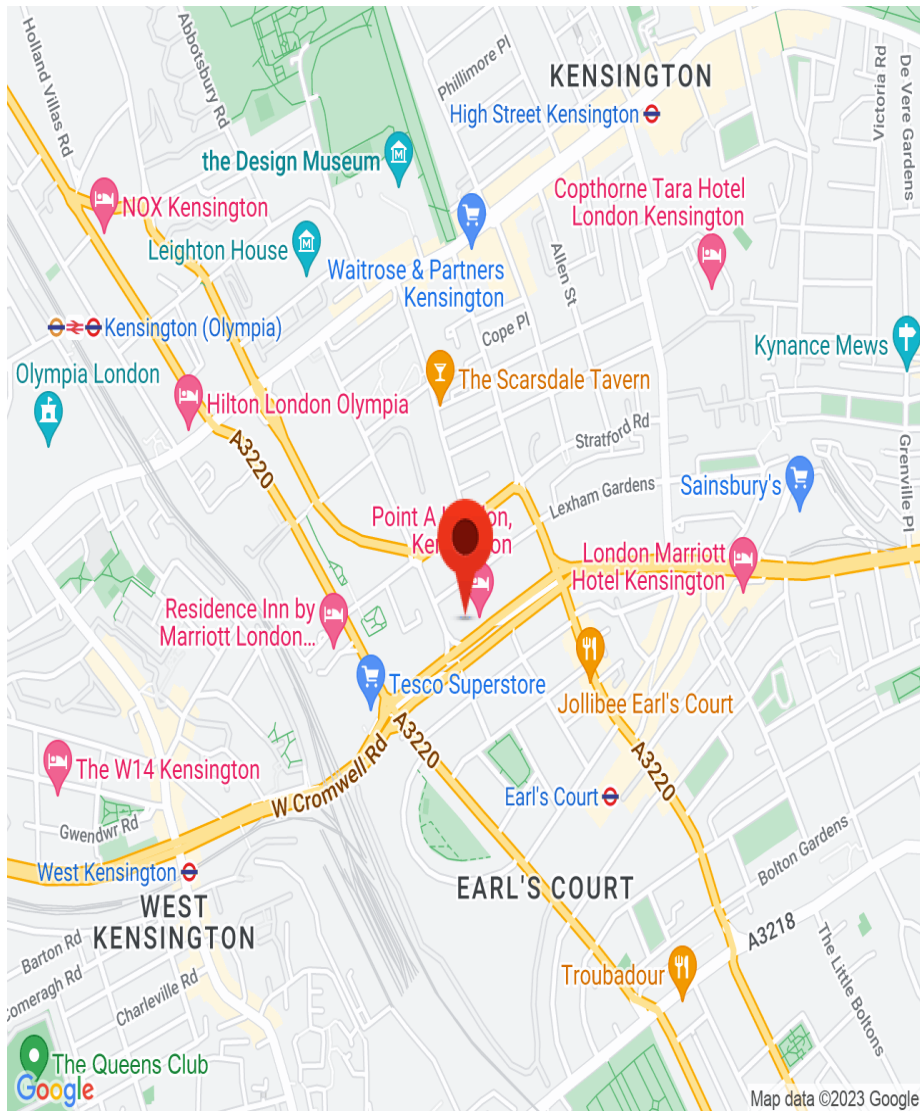 Holland Villas Rd
Abbotsbury Rd
Phillimore Pl
KENSINGTON
Victoria Rd
De Vere Gardens
High Street Kensington
the Design Museum
NOX Kensington
Copthorne Tara Hotel
London Kensington
Leighton House
Allen St
Waitrose & Partners
Kensington
Kensington (Olympia)
Cope Pl
Kynance Mews
Olympia London
The Scarsdale Tavern
Hilton London Olympia
A3220
Stratford Rd
Grenville Pl
Lexham Gardens
Sainsbury's
Point A
London Marriott
Hotel Kensington
Residence Inn by
Marriott London...
Tesco Superstore
Jollibee Earl's Court
A3220
A3220
W Cromwell Rd
The W14 Kensington
Earl's Court
Gwendwr Rd
Bolton Gardens
West Kensington
EARL'S COURT
WEST
KENSINGTON
A3218
Barton Rd
The Little Boltons
Troubadour
Comeragh Rd
Charleville Rd
The Queens Club
Google
Map data ©2023 Google